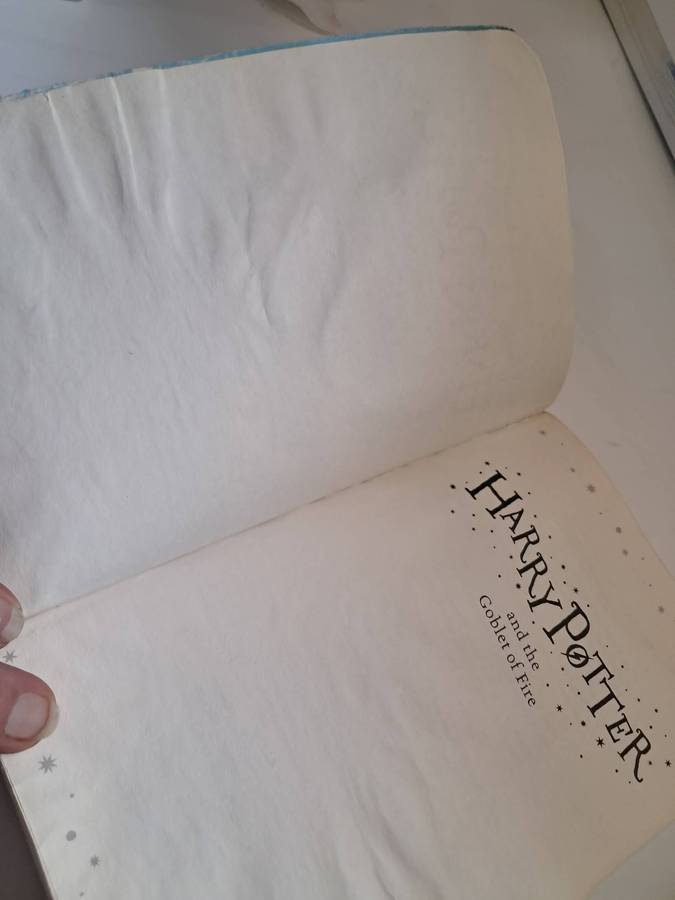 HARRY POTTER
and the
Goblet of Fire